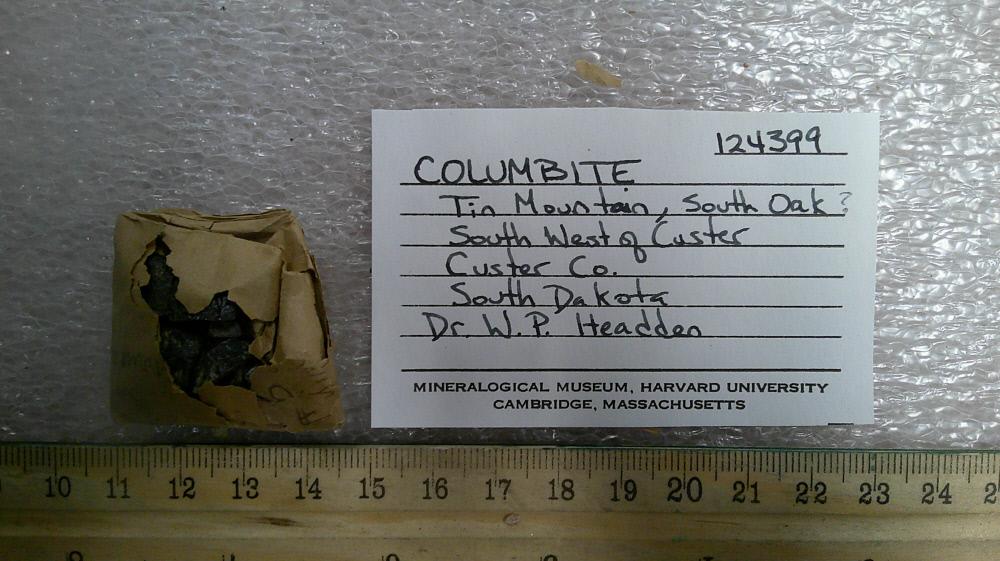 124399
COLUMBITE
Tin Mountain, South Oak?
South West of Custer
Custer Co.
South Dakota
Dr. W.P. Headden
MINERALOGICAL MUSEUM, HARVARD UNIVERSITY
CAMBRIDGE, MASSACHUSETTS
10 11 12 13 14 15 16 17 18 19 20 21 22 23 24